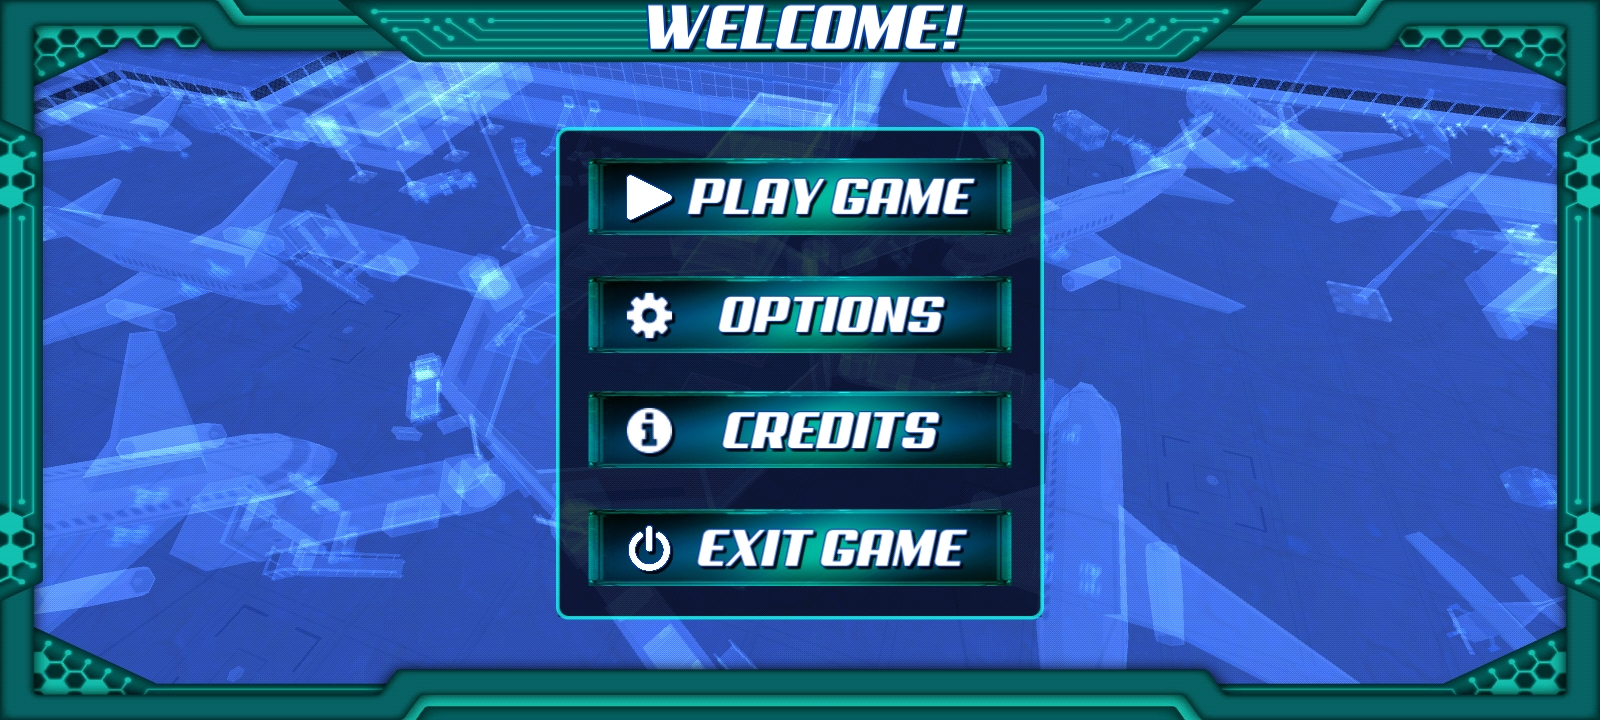 WELCOME!
PLAY GAME
OPTIONS
CREDITS
EXIT GAME